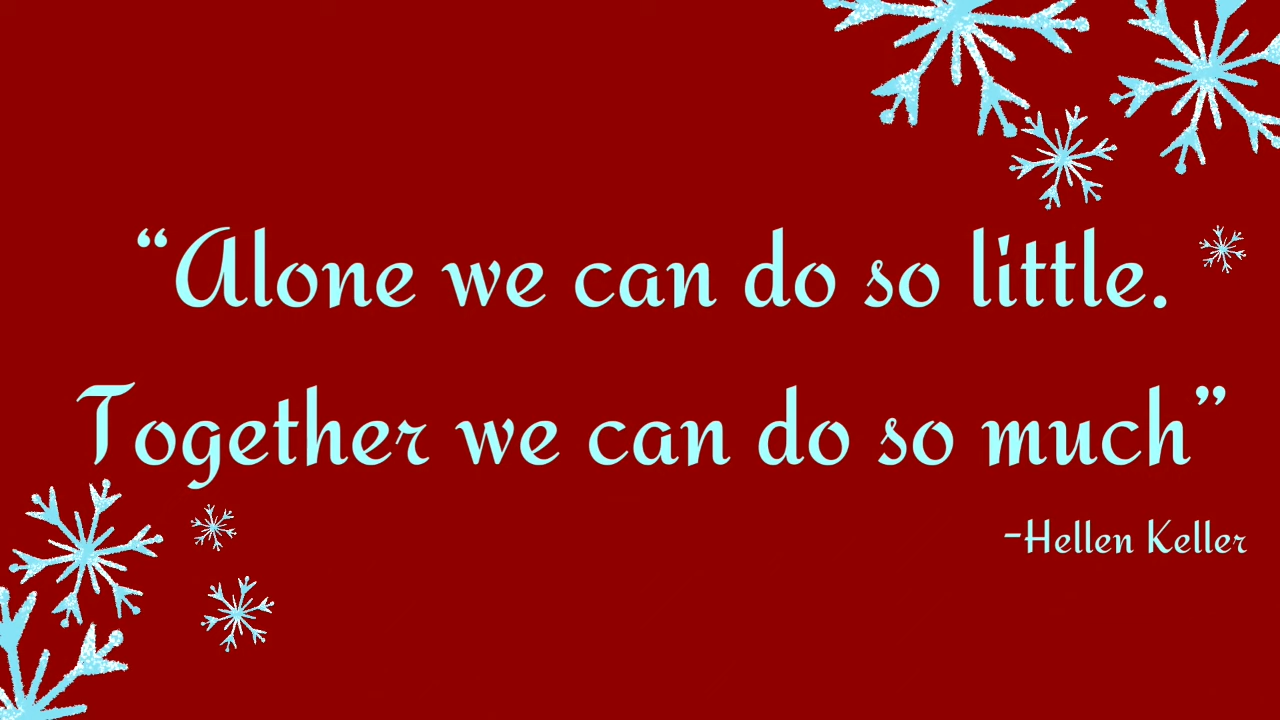 “Alone we can do so little.
Together we can do so much”
-Hellen Keller